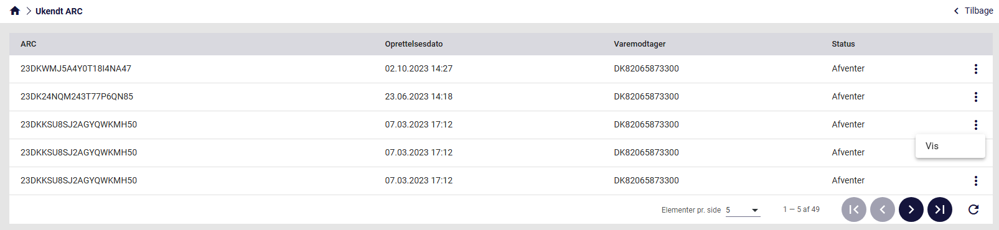 Ukendt ARC
Tilbage
ARC Oprettelsesdato Varemodtager Status
23DKWMJ5A4Y0T18I4NA47 02.10.2023 14:27 DK82065873300 Afventer
23DK24NQM243T77P6QN85 23.06.2023 14:18 DK82065873300 Afventer
23DKKSU8SJ2AGYQWKMH50 07.03.2023 17:12 DK82065873300 Afventer
Vis
23DKKSU8SJ2AGYQWKMH50 07.03.2023 17:12 DK82065873300 Afventer
23DKKSU8SJ2AGYQWKMH50 07.03.2023 17:12 DK82065873300 Afventer
Elementer pr. side 5 1 — 5 af 49